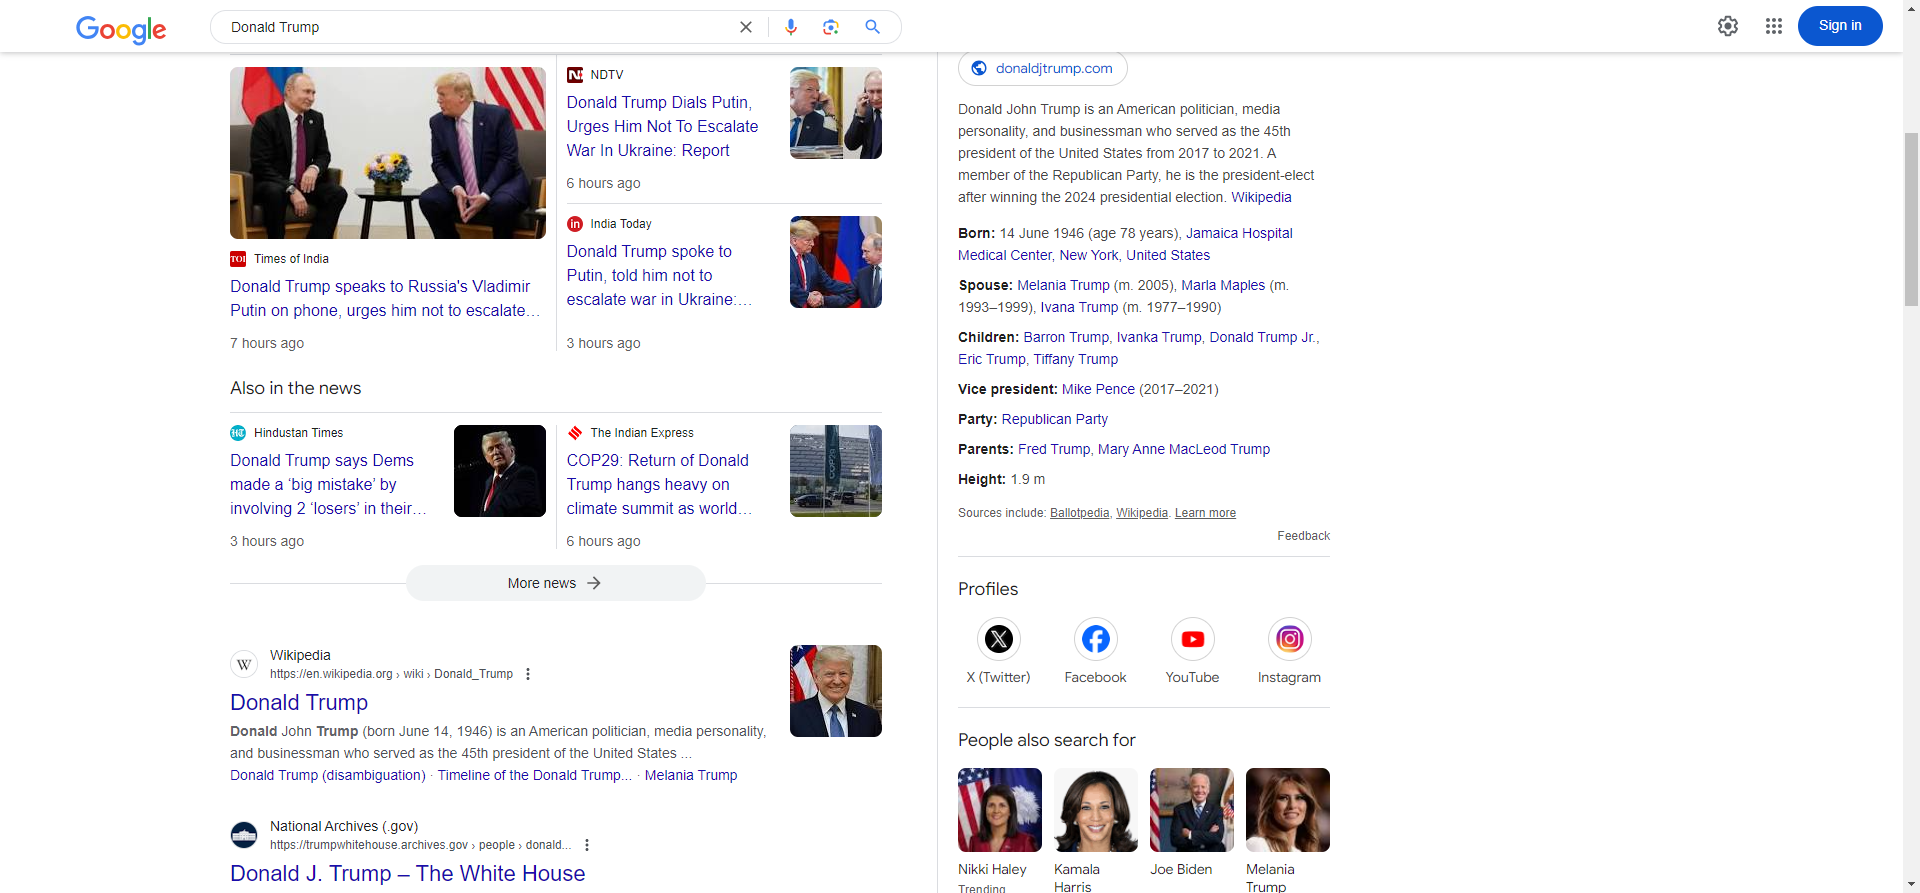 Google
Donald Trump
Sign in
NDTV
Donald Trump Dials Putin,
Urges Him Not To Escalate
War In Ukraine: Report
6 hours ago
India Today
Donald Trump spoke to
Putin, told him not to
escalate war in Ukraine:...
3 hours ago
TOI
Times of India
Donald Trump speaks to Russia's Vladimir
Putin on phone, urges him not to escalate...
7 hours ago
Also in the news
HT
Hindustan Times
Donald Trump says Dems
made a ‘big mistake’ by
involving 2 ‘losers’ in their...
3 hours ago
The Indian Express
COP29: Return of Donald
Trump hangs heavy on
climate summit as world...
6 hours ago
COP29
More news
W
Wikipedia
https://en.wikipedia.org › wiki › Donald_Trump
Donald Trump
Donald John Trump (born June 14, 1946) is an American politician, media personality,
and businessman who served as the 45th president of the United States ...
Donald Trump (disambiguation) · Timeline of the Donald Trump... · Melania Trump
National Archives (.gov)
https://trumpwhitehouse.archives.gov › people › donald...
Donald J. Trump – The White House
donaldjtrump.com
Donald John Trump is an American politician, media
personality, and businessman who served as the 45th
president of the United States from 2017 to 2021. A
member of the Republican Party, he is the president-elect
after winning the 2024 presidential election. Wikipedia
Born: 14 June 1946 (age 78 years), Jamaica Hospital
Medical Center, New York, United States
Spouse: Melania Trump (m. 2005), Marla Maples (m.
1993–1999), Ivana Trump (m. 1977–1990)
Children: Barron Trump, Ivanka Trump, Donald Trump Jr.,
Eric Trump, Tiffany Trump
Vice president: Mike Pence (2017–2021)
Party: Republican Party
Parents: Fred Trump, Mary Anne MacLeod Trump
Height: 1.9 m
Sources include: Ballotpedia, Wikipedia. Learn more
Feedback
Profiles
X (Twitter)
Facebook
YouTube
Instagram
People also search for
Nikki Haley
Trending
Kamala
Harris
Joe Biden
Melania
Trump